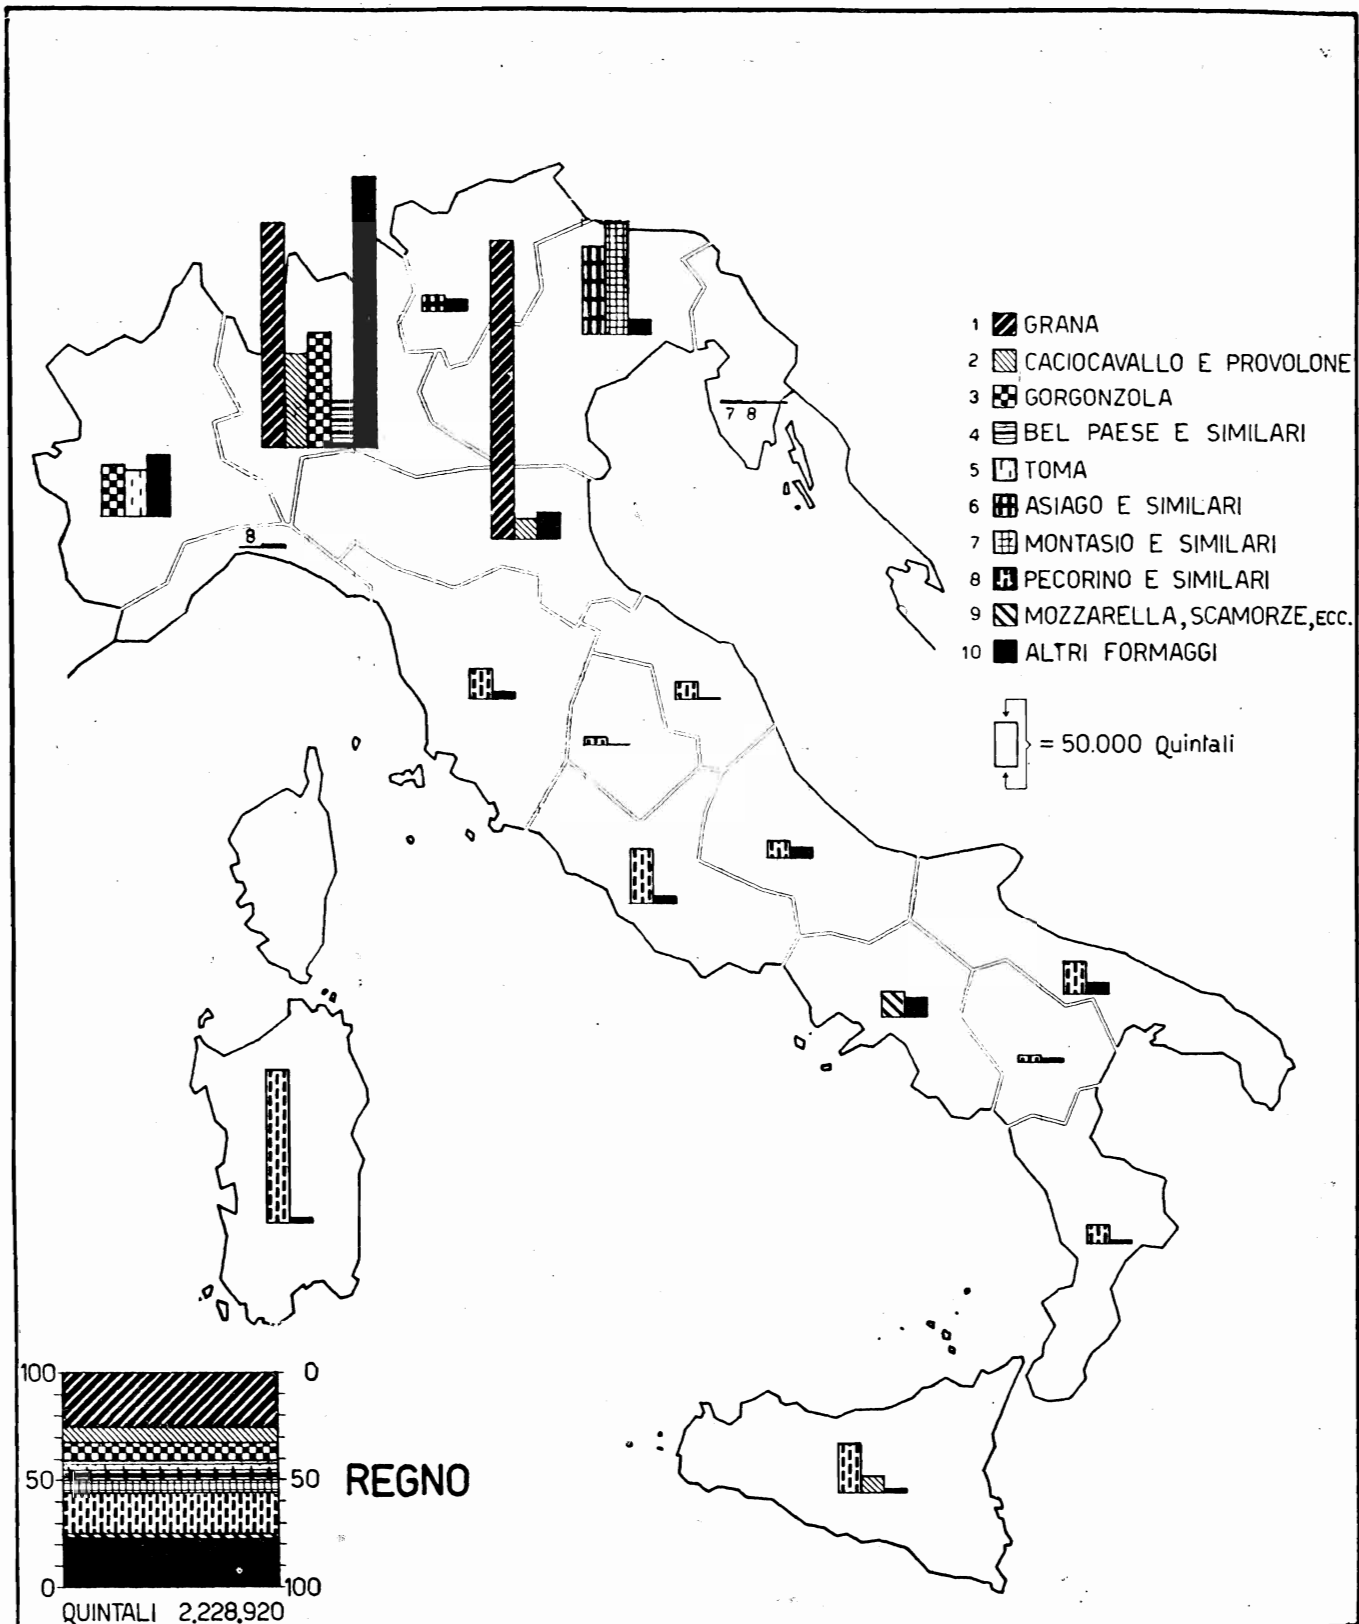 1 GRANA
2 CACIOCAVALLO E PROVOLONE
3 GORGONZOLA
4 BEL PAESE E SIMILARI
5 TOMA
6 ASIAGO E SIMILARI
7 MONTASIO E SIMILARI
8 PECORINO E SIMILARI
9 MOZZARELLA, SCAMORZE, ECC.
10 ALTRI FORMAGGI
= 50.000 Quintali
7 8
8
100 0
50 50
REGNO
0 100
QUINTALI 2,228,920